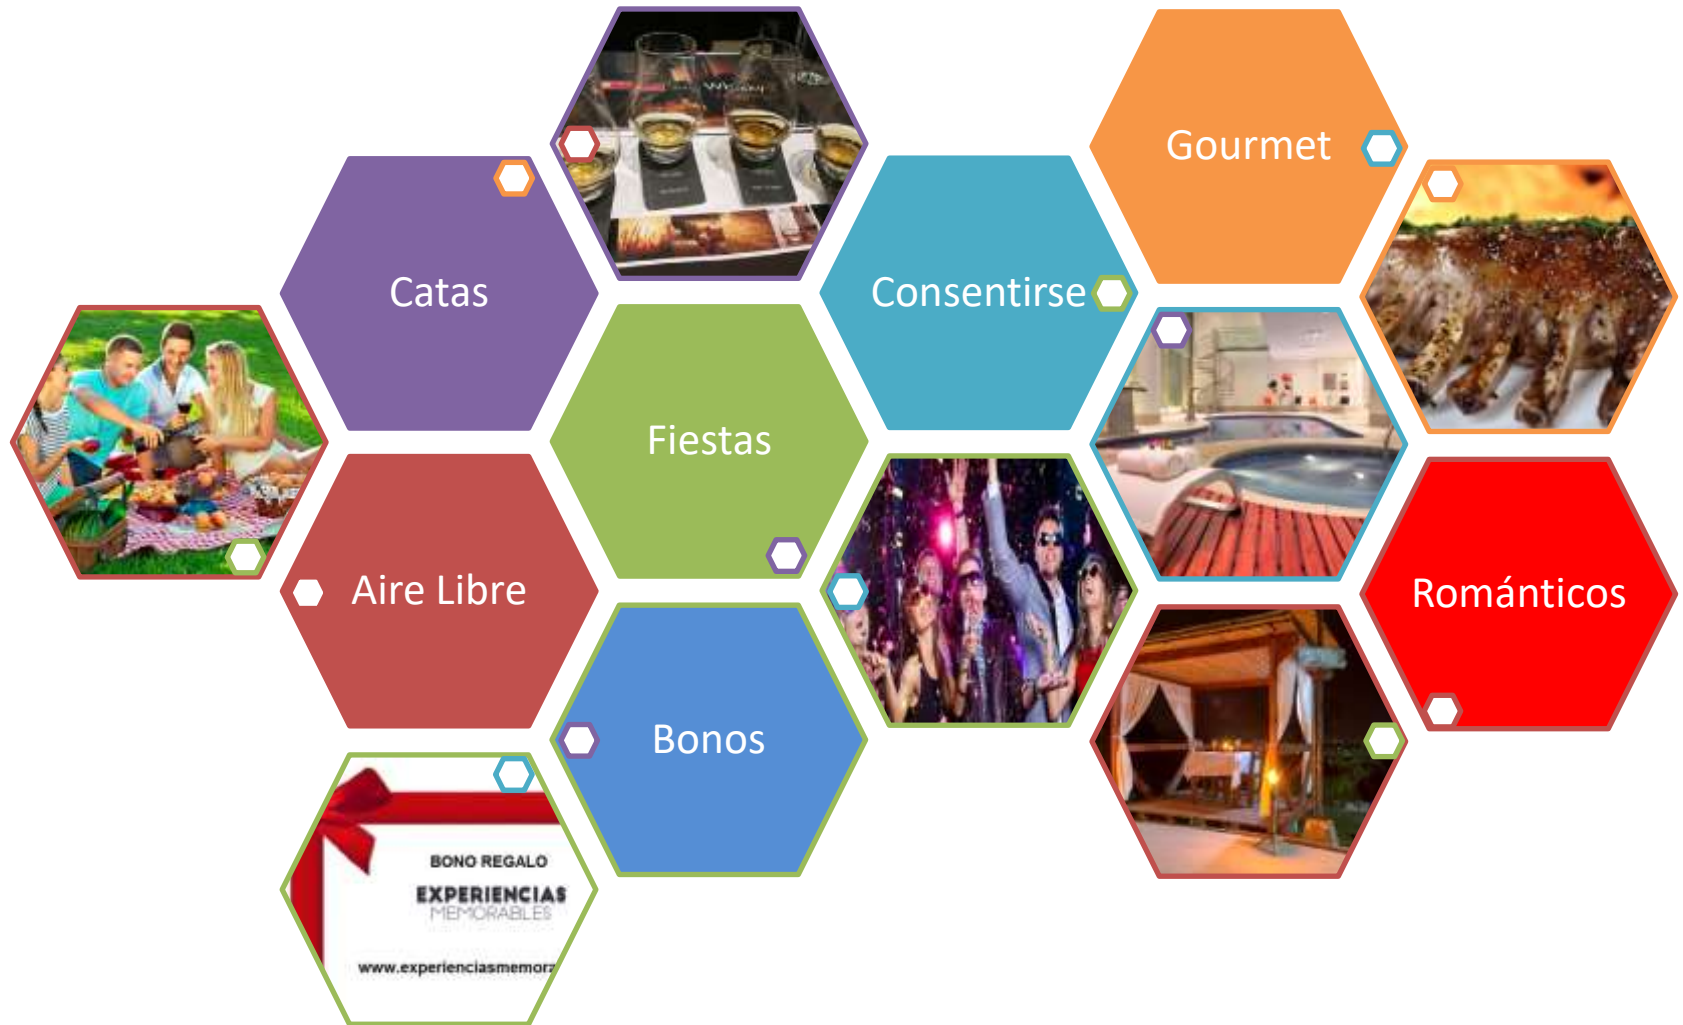 Gourmet
Catas
Consentirse
Fiestas
Aire Libre
Románticos
Bonos
BONO REGALO
EXPERIENCIAS
MEMORABLES